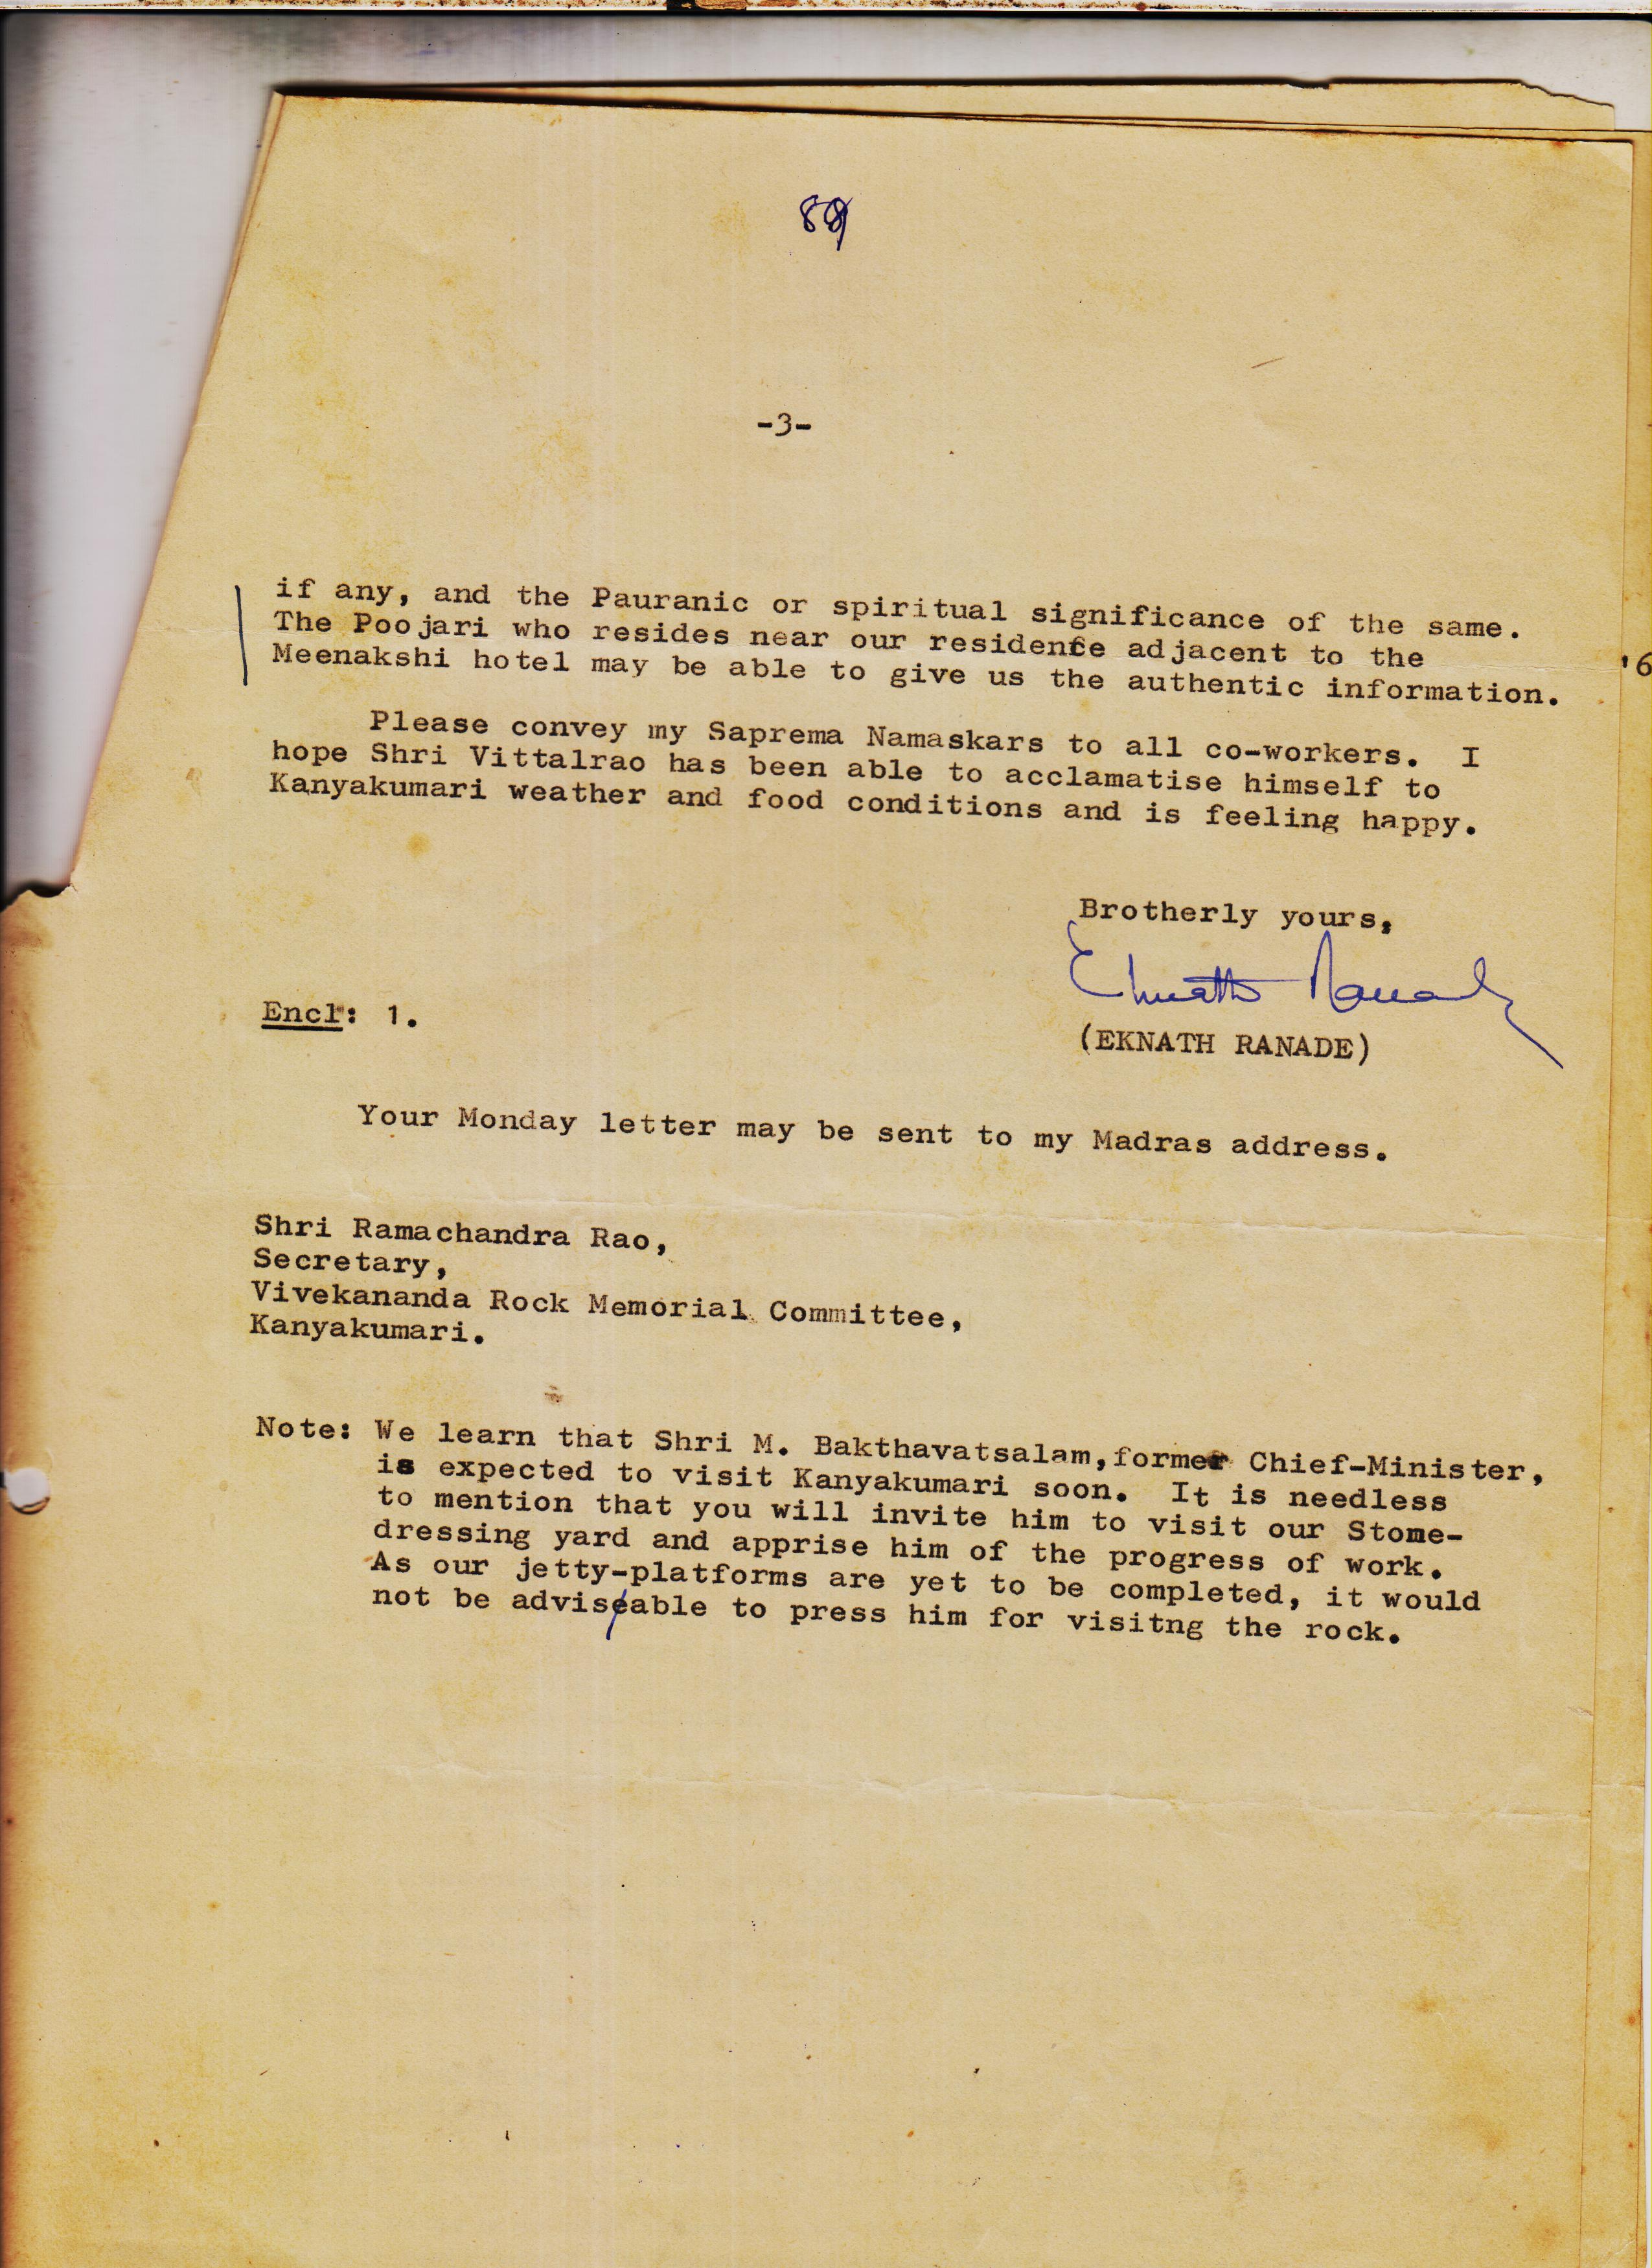 89
-3-
if any, and the Pauranic or spiritual significance of the same.
The Poojari who resides near our residence adjacent to the
Meenakshi hotel may be able to give us the authentic information.
'6
Please convey my Saprema Namaskars to all co-workers. I
hope Shri Vittalrao has been able to acclamatise himself to
Kanyakumari weather and food conditions and is feeling happy.
Brotherly yours,
Eknath Ranade
Encl: 1.
(EKNATH RANADE)
Your Monday letter may be sent to my Madras address.
Shri Ramachandra Rao,
Secretary,
Vivekananda Rock Memorial Committee,
Kanyakumari.
Note: We learn that Shri M. Bakthavatsalam,former Chief-Minister,
is expected to visit Kanyakumari soon. It is needless
to mention that you will invite him to visit our Stome-
dressing yard and apprise him of the progress of work.
As our jetty-platforms are yet to be completed, it would
not be advisable to press him for visitng the rock.